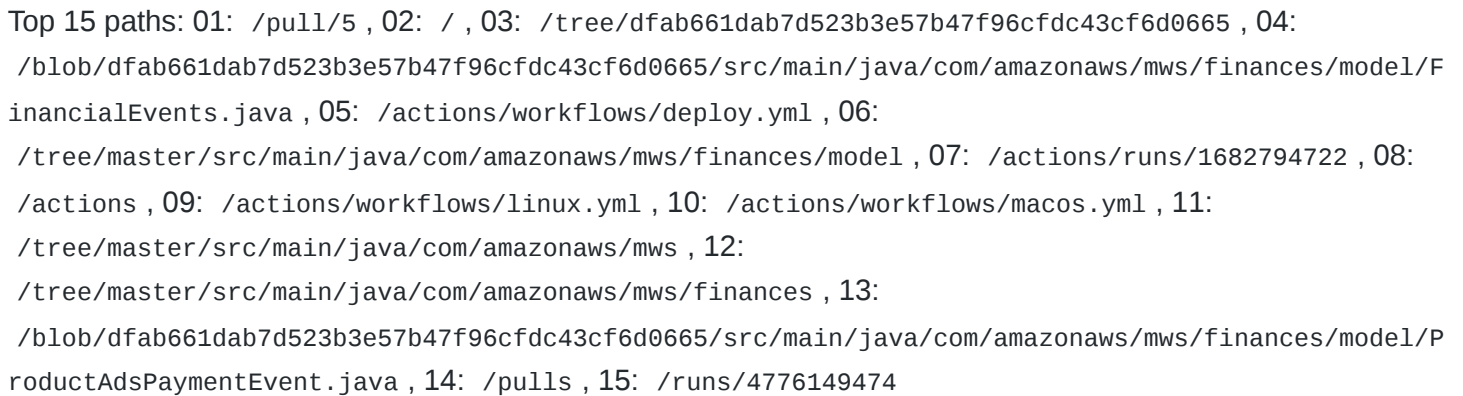 Top 15 paths: 01: /pull/5 , 02: / , 03: /tree/dfab661dab7d523b3e57b47f96cfdc43cf6d0665 , 04:
/blob/dfab661dab7d523b3e57b47f96cfdc43cf6d0665/src/main/java/com/amazonaws/mws/finances/model/F
inancialEvents.java , 05: /actions/workflows/deploy.yml , 06:
/tree/master/src/main/java/com/amazonaws/mws/finances/model , 07: /actions/runs/1682794722 , 08:
/actions , 09: /actions/workflows/linux.yml , 10: /actions/workflows/macos.yml , 11:
/tree/master/src/main/java/com/amazonaws/mws , 12:
/tree/master/src/main/java/com/amazonaws/mws/finances , 13:
/blob/dfab661dab7d523b3e57b47f96cfdc43cf6d0665/src/main/java/com/amazonaws/mws/finances/model/P
roductAdsPaymentEvent.java , 14: /pulls , 15: /runs/4776149474